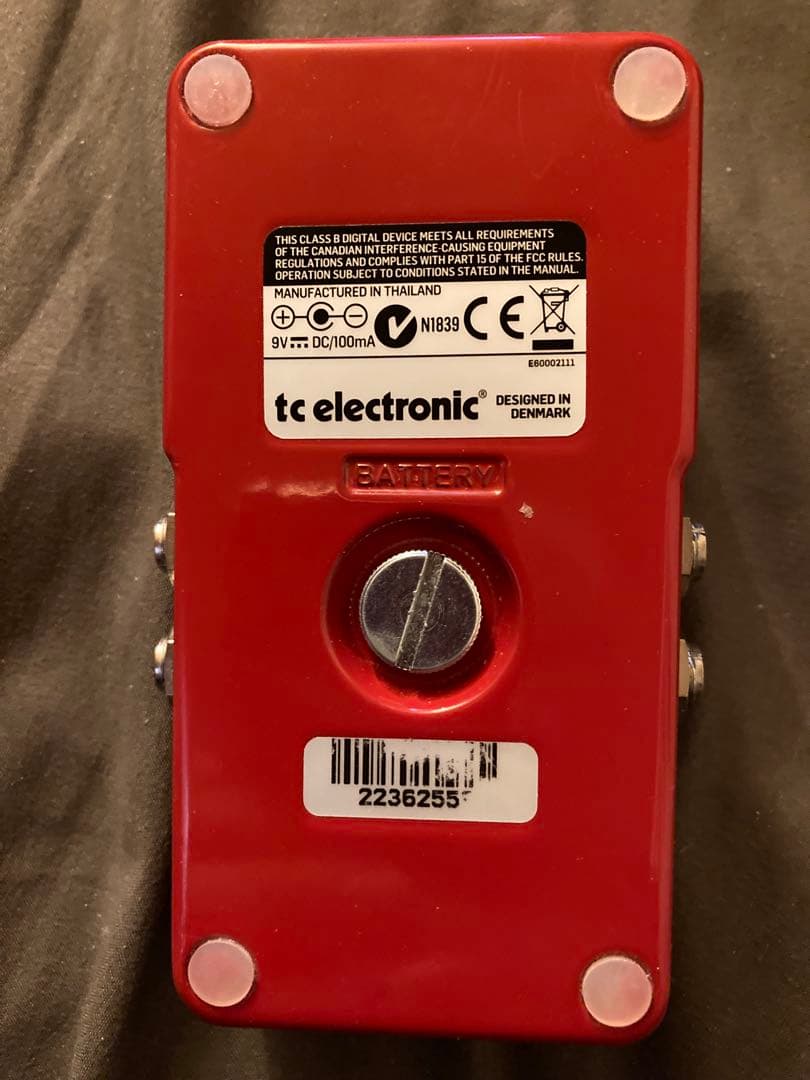 THIS CLASS B DIGITAL DEVICE MEETS ALL REQUIREMENTS
OF THE CANADIAN INTERFERENCE-CAUSING EQUIPMENT
REGULATIONS AND COMPLIES WITH PART 15 OF THE FCC RULES.
OPERATION SUBJECT TO CONDITIONS STATED IN THE MANUAL.
MANUFACTURED IN THAILAND
N1839 CE
9V DC/100mA
E60002111
tc electronic® DESIGNED IN
DENMARK
BATTERY